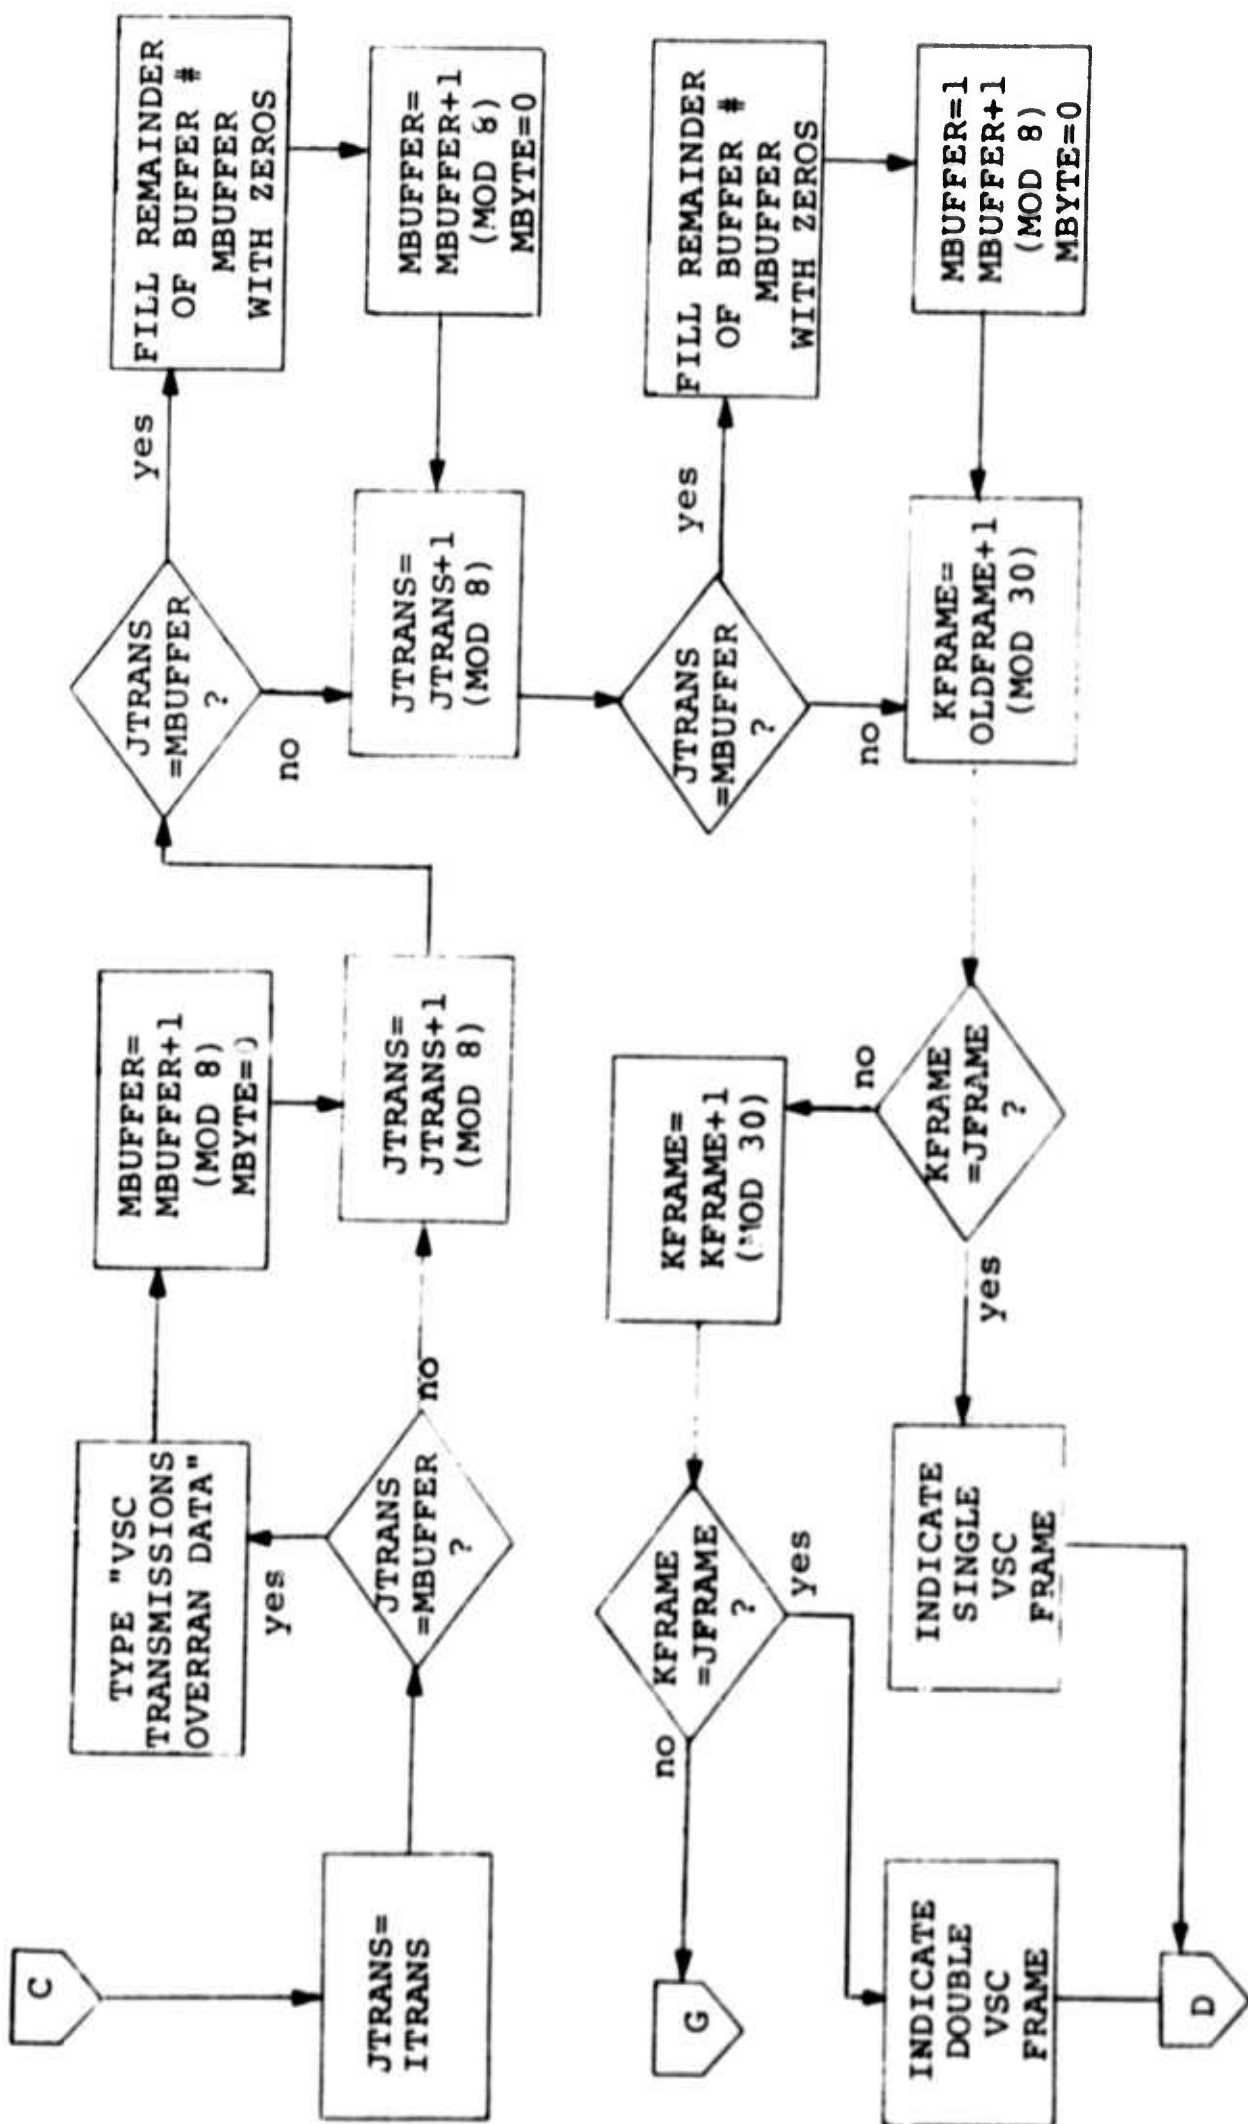 C
JTRANS=
ITRANS
JTRANS
=MBUFFER
?
yes
no
TYPE "VSC
TRANSMISSIONS
OVERRAN DATA"
MBUFFER=
MBUFFER+1
(MOD 8)
MBYTE=0
JTRANS=
JTRANS+1
(MOD 8)
JTRANS
=MBUFFER
?
yes
no
FILL REMAINDER
OF BUFFER #
MBUFFER
WITH ZEROS
MBUFFER=
MBUFFER+1
(MOD 8)
MBYTE=0
JTRANS=
JTRANS+1
(MOD 8)
JTRANS
=MBUFFER
?
yes
no
FILL REMAINDER
OF BUFFER #
MBUFFER
WITH ZEROS
MBUFFER=1
MBUFFER+1
(MOD 8)
MBYTE=0
KFRAME=
OLDFRAME+1
(MOD 30)
KFRAME
=JFRAME
?
no
yes
KFRAME=
KFRAME+1
(MOD 30)
KFRAME
=JFRAME
?
no
yes
G
INDICATE
SINGLE
VSC
FRAME
INDICATE
DOUBLE
VSC
FRAME
D